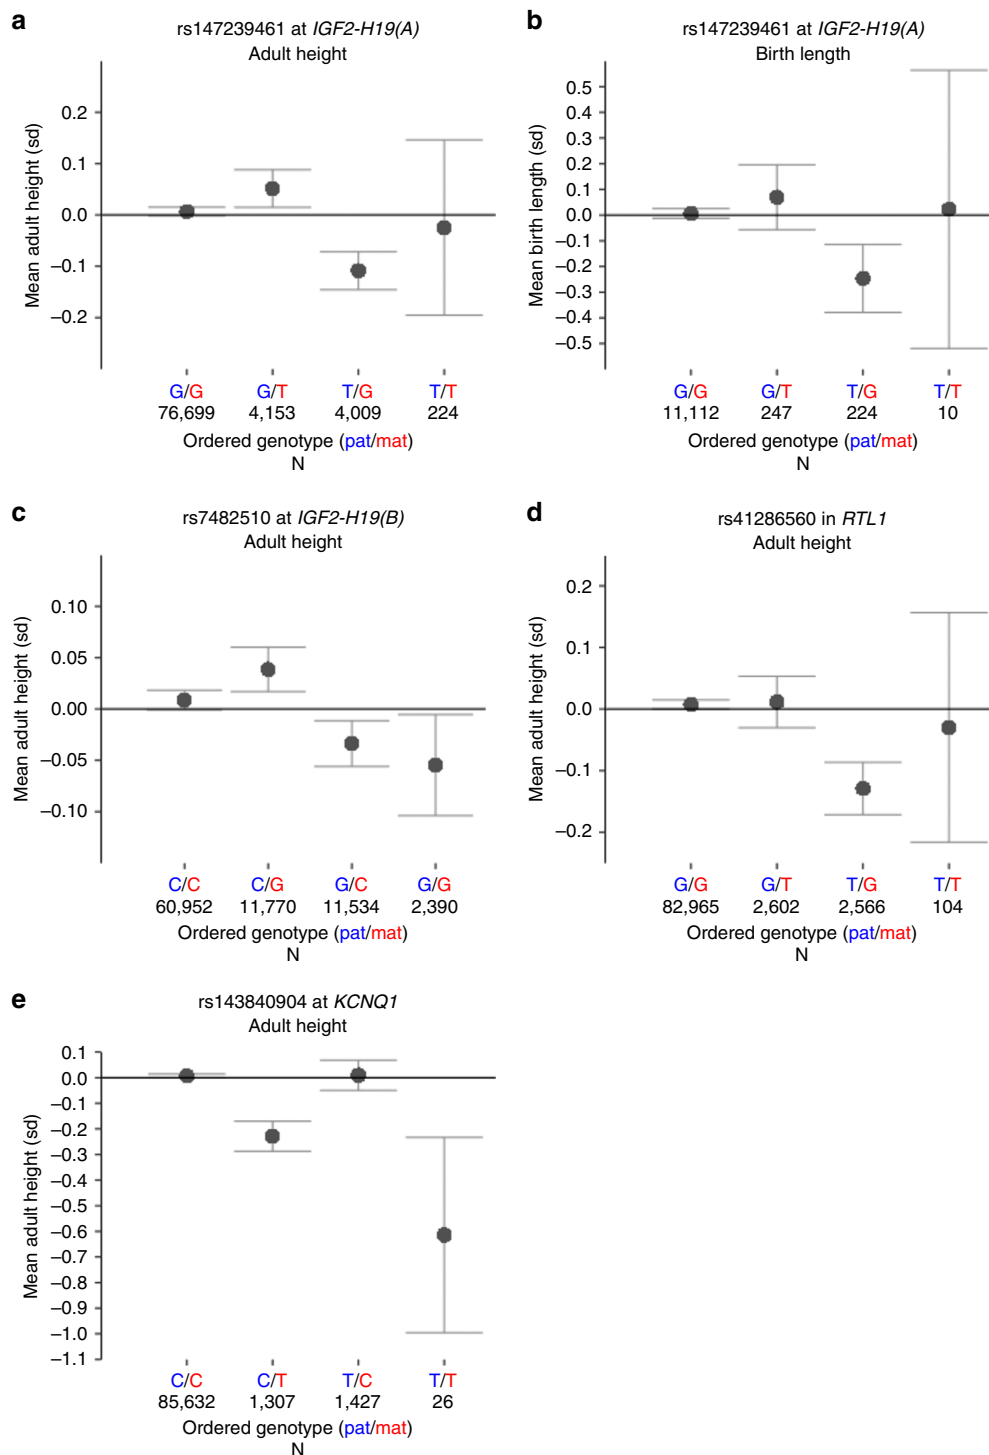 a
rs147239461 at IGF2-H19(A)
Adult height
Mean adult height (sd)
0.2
0.1
0.0
−0.1
−0.2
G/G G/T T/G T/T
76,699 4,153 4,009 224
Ordered genotype (pat/mat)
N
b
rs147239461 at IGF2-H19(A)
Birth length
Mean birth length (sd)
0.5
0.4
0.3
0.2
0.1
0.0
−0.1
−0.2
−0.3
−0.4
−0.5
G/G G/T T/G T/T
11,112 247 224 10
Ordered genotype (pat/mat)
N
c
rs7482510 at IGF2-H19(B)
Adult height
Mean adult height (sd)
0.10
0.05
0.00
−0.05
−0.10
C/C C/G G/C G/G
60,952 11,770 11,534 2,390
Ordered genotype (pat/mat)
N
d
rs41286560 in RTL1
Adult height
Mean adult height (sd)
0.2
0.1
0.0
−0.1
−0.2
G/G G/T T/G T/T
82,965 2,602 2,566 104
Ordered genotype (pat/mat)
N
e
rs143840904 at KCNQ1
Adult height
Mean adult height (sd)
0.1
0.0
−0.1
−0.2
−0.3
−0.4
−0.5
−0.6
−0.7
−0.8
−0.9
−1.0
−1.1
C/C C/T T/C T/T
85,632 1,307 1,427 26
Ordered genotype (pat/mat)
N